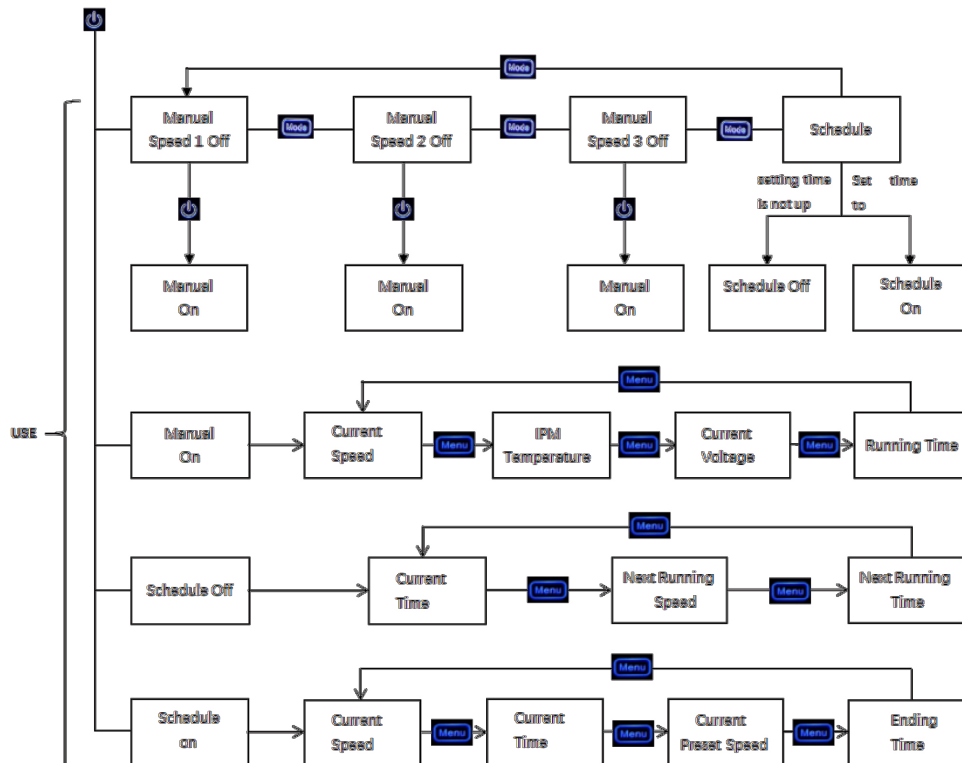 Mode
Manual
Speed 1 Off
Mode
Manual
Speed 2 Off
Mode
Manual
Speed 3 Off
Mode
Schedule
setting time
is not up
Set time
to
Manual
On
Manual
On
Manual
On
Schedule Off
Schedule
On
USE
Menu
Manual
On
Current
Speed
Menu
IPM
Temperature
Menu
Current
Voltage
Menu
Running Time
Menu
Schedule Off
Current
Time
Menu
Next Running
Speed
Menu
Next Running
Time
Menu
Schedule
on
Current
Speed
Menu
Current
Time
Menu
Current
Preset Speed
Menu
Ending
Time